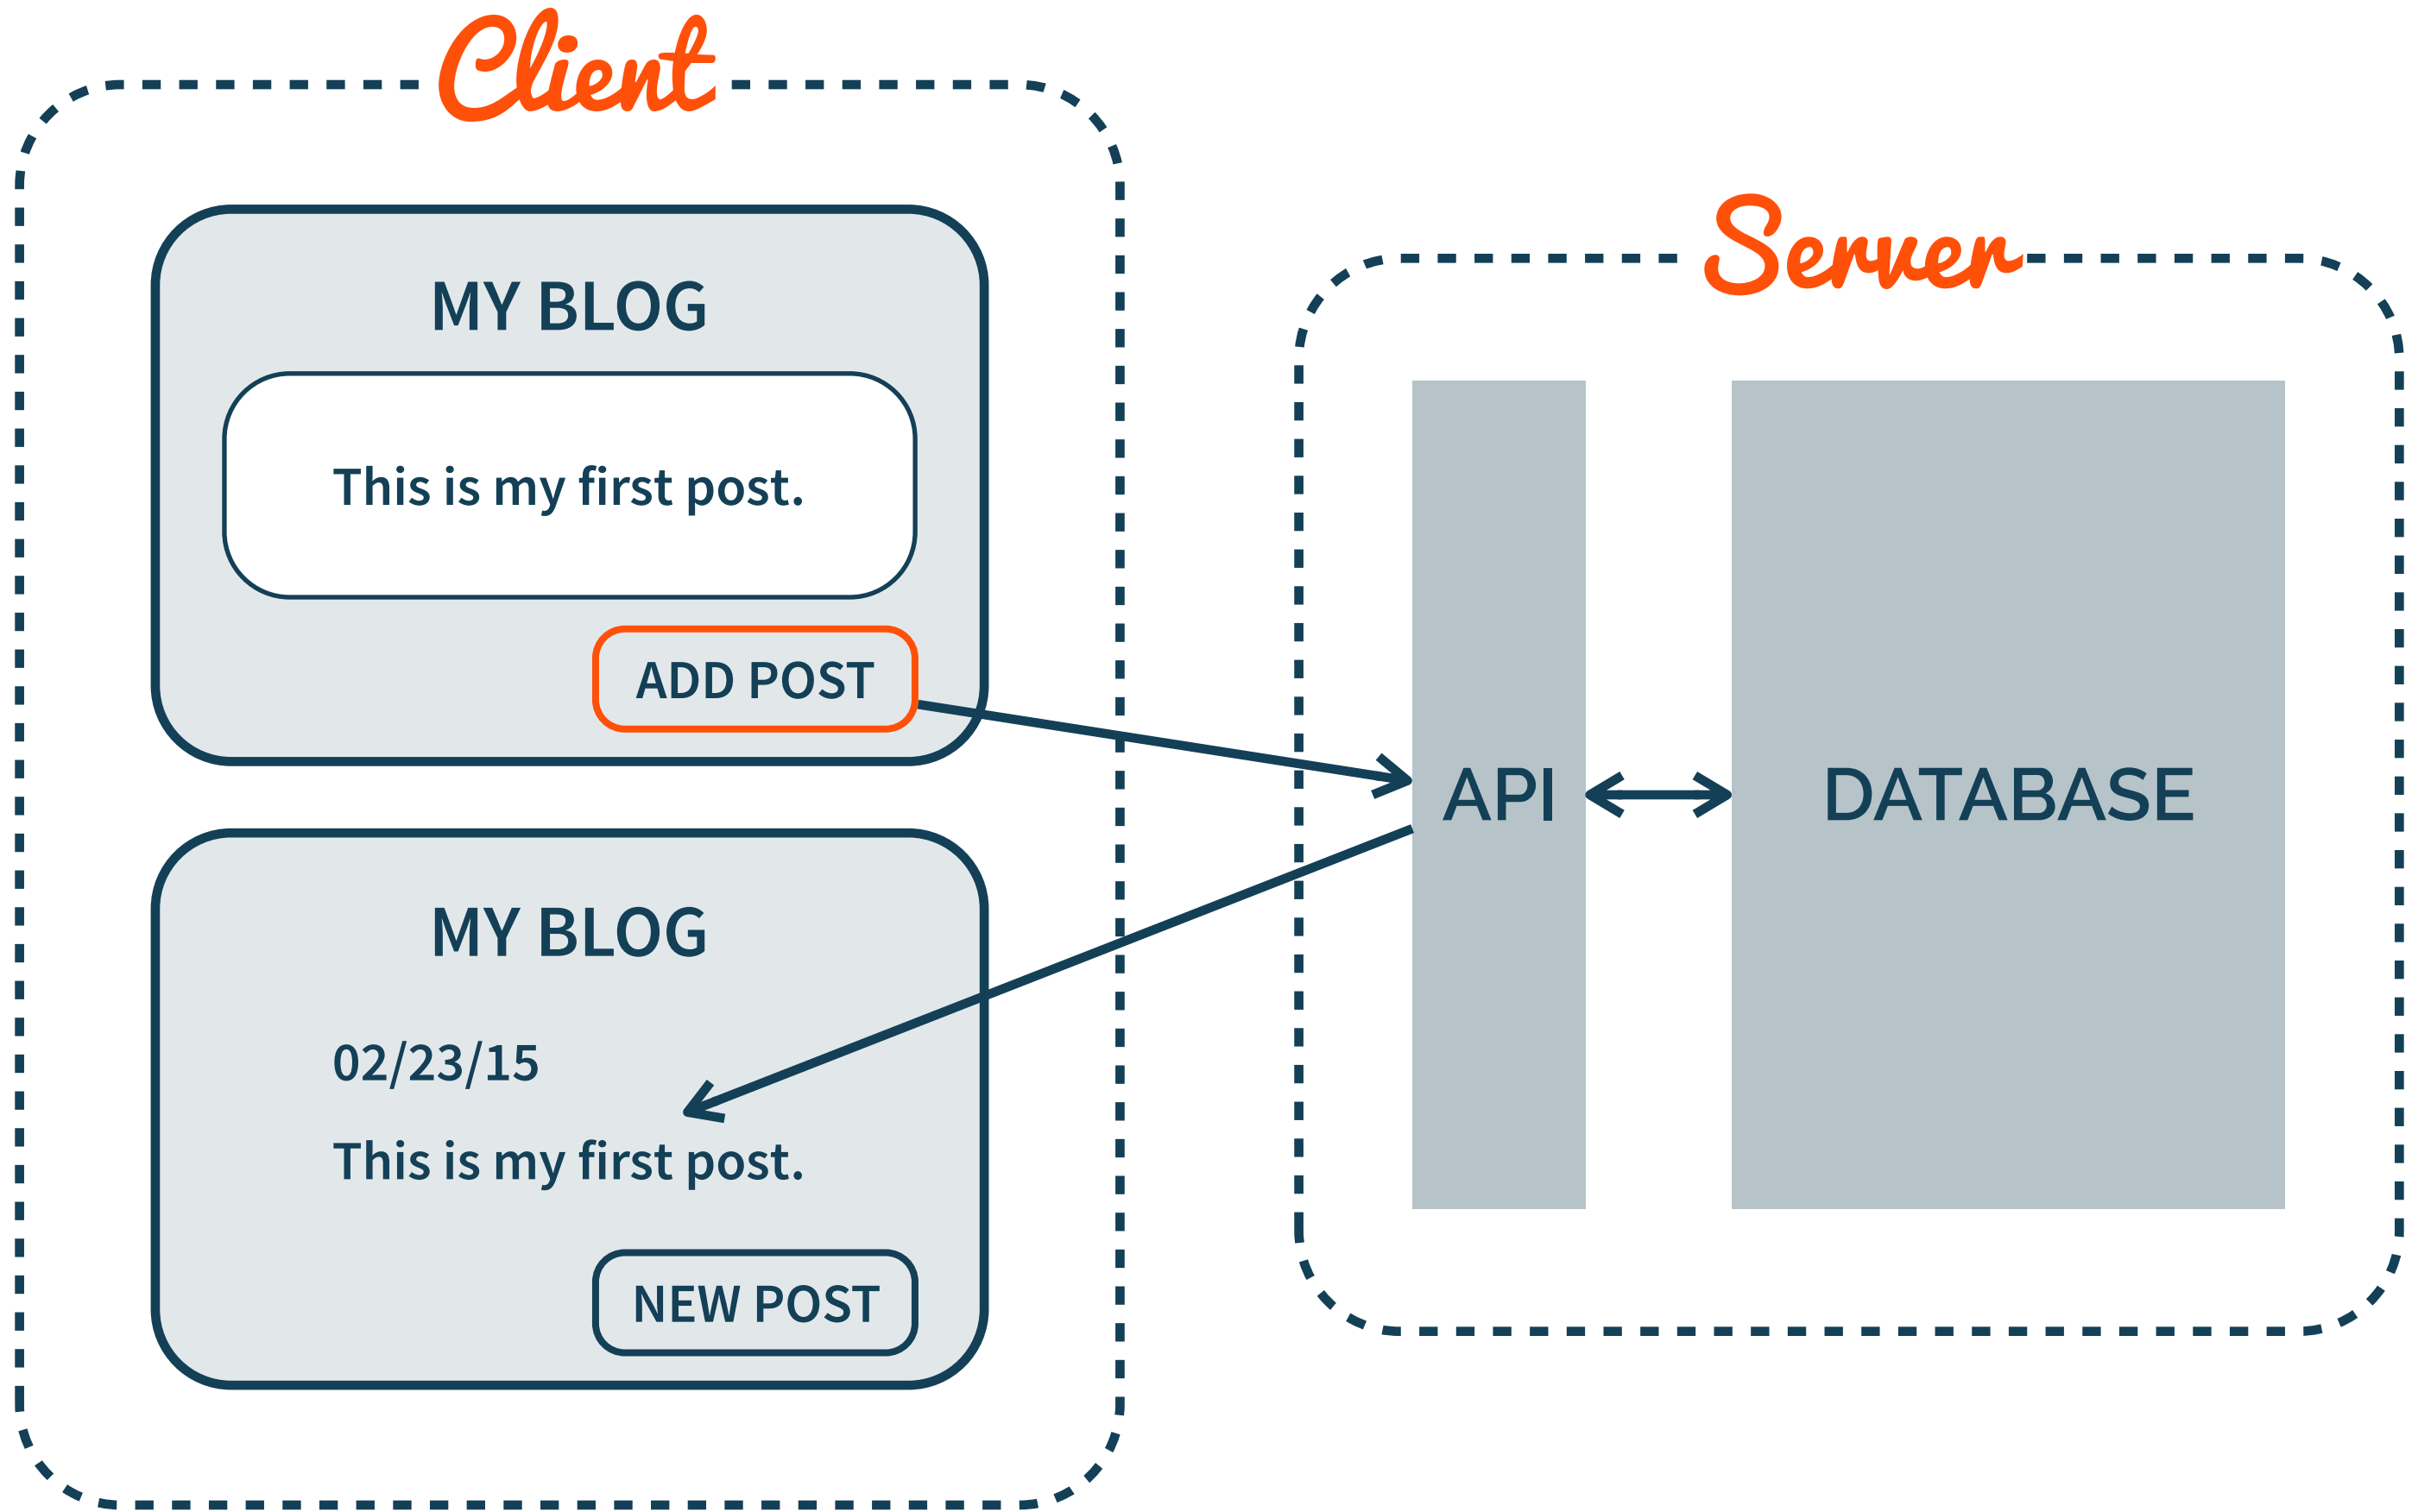 Client
MY BLOG
This is my first post.
ADD POST
MY BLOG
02/23/15
This is my first post.
NEW POST
Server
API
DATABASE